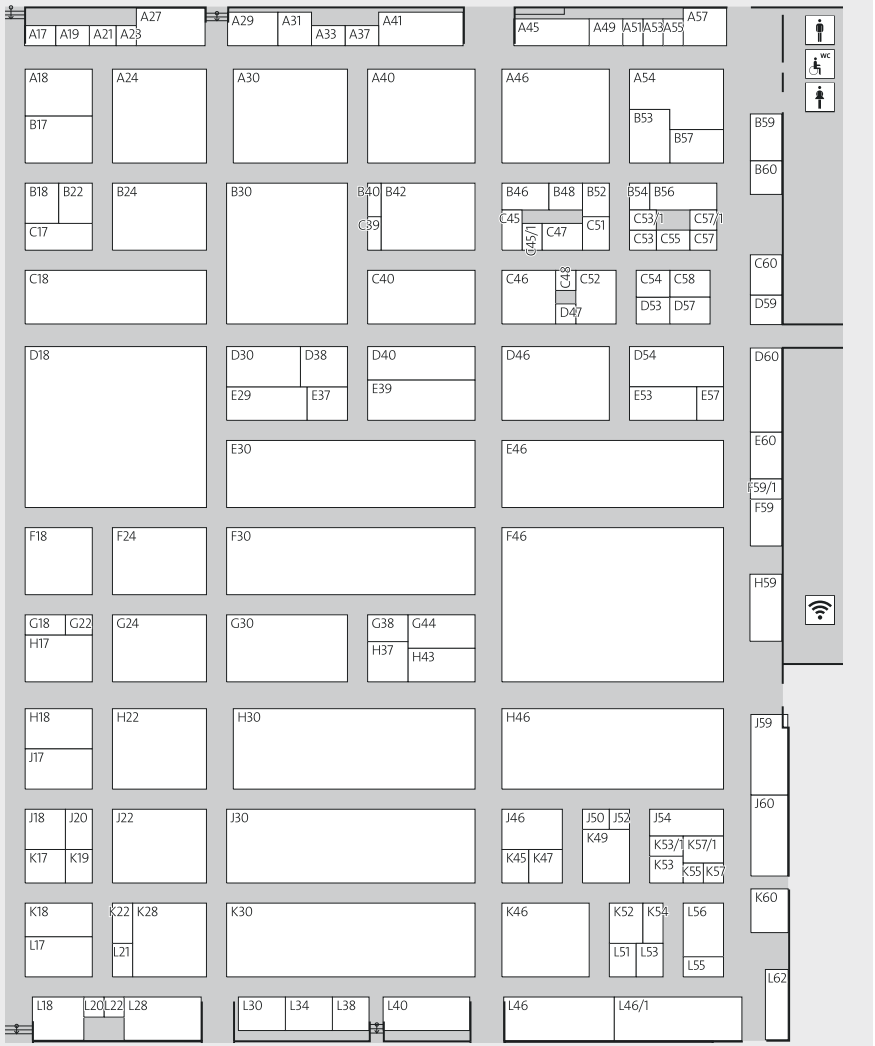 A17 A19 A21 A23 A27 A29 A31 A33 A37 A41 A45 A49 A51 A53 A55 A57
WC
A18 A24 A30 A40 A46 A54
B17 B53 B57 B59
B60
B18 B22 B24 B30 B40 B42 B46 B48 B52 B54 B56
C17 C39 C45 C45/1 C47 C51 C53/1 C57/1
C53 C55 C57
C60
C18 C40 C46 C48 C52 C54 C58
D47 D53 D57 D59
D18 D30 D38 D40 D46 D54 D60
E29 E37 E39 E53 E57
E30 E46 E60
F59/1
F59
F18 F24 F30 F46
H59
G18 G22 G24 G30 G38 G44
H17 H37 H43
H18 H22 H30 H46 J59
J17
J60
J18 J20 J22 J30 J46 J50 J52 J54
K17 K19 K45 K47 K49 K53/1 K57/1
K53 K55 K57
K60
K18 K22 K28 K30 K46 K52 K54 L56
L17 L21 L51 L53 L55
L62
L18 L20 L22 L28 L30 L34 L38 L40 L46 L46/1